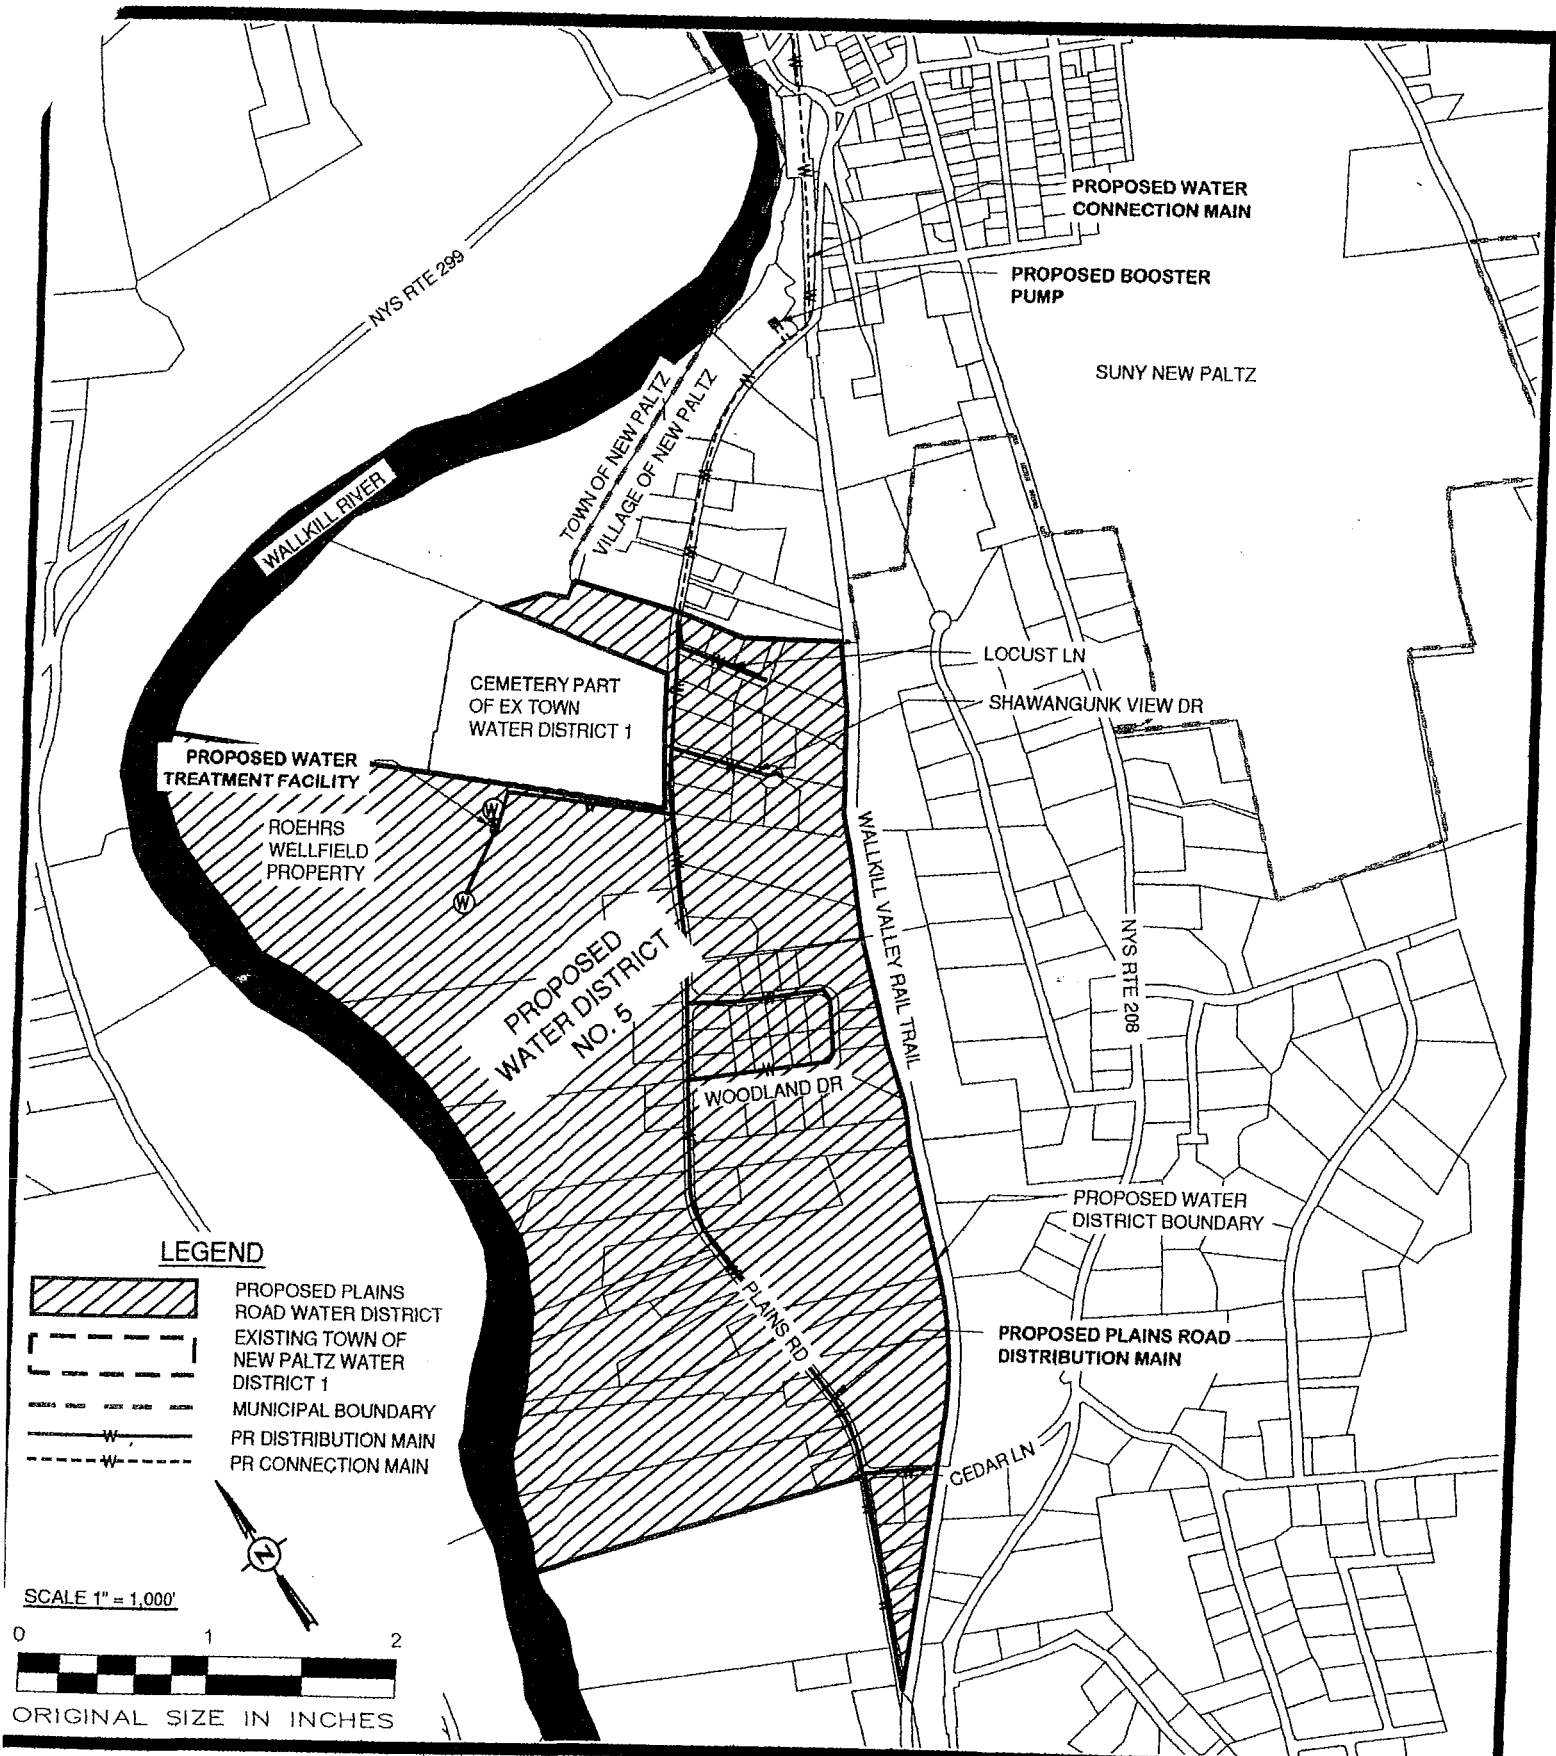 PROPOSED WATER
CONNECTION MAIN
PROPOSED BOOSTER
PUMP
NYS RTE 299
SUNY NEW PALTZ
TOWN OF NEW PALTZ
VILLAGE OF NEW PALTZ
WALLKILL RIVER
LOCUST LN
CEMETERY PART
OF EX TOWN
WATER DISTRICT 1
SHAWANGUNK VIEW DR
PROPOSED WATER
TREATMENT FACILITY
ROEHRS
WELLFIELD
PROPERTY
W
W
WALLKILL VALLEY RAIL TRAIL
NYS RTE 208
PROPOSED
WATER DISTRICT
NO. 5
WOODLAND DR
PROPOSED WATER
DISTRICT BOUNDARY
PLAINS RD
PROPOSED PLAINS ROAD
DISTRIBUTION MAIN
CEDAR LN
LEGEND
PROPOSED PLAINS
ROAD WATER DISTRICT
EXISTING TOWN OF
NEW PALTZ WATER
DISTRICT 1
MUNICIPAL BOUNDARY
W PR DISTRIBUTION MAIN
W PR CONNECTION MAIN
N
SCALE 1" = 1,000'
0 1 2
ORIGINAL SIZE IN INCHES